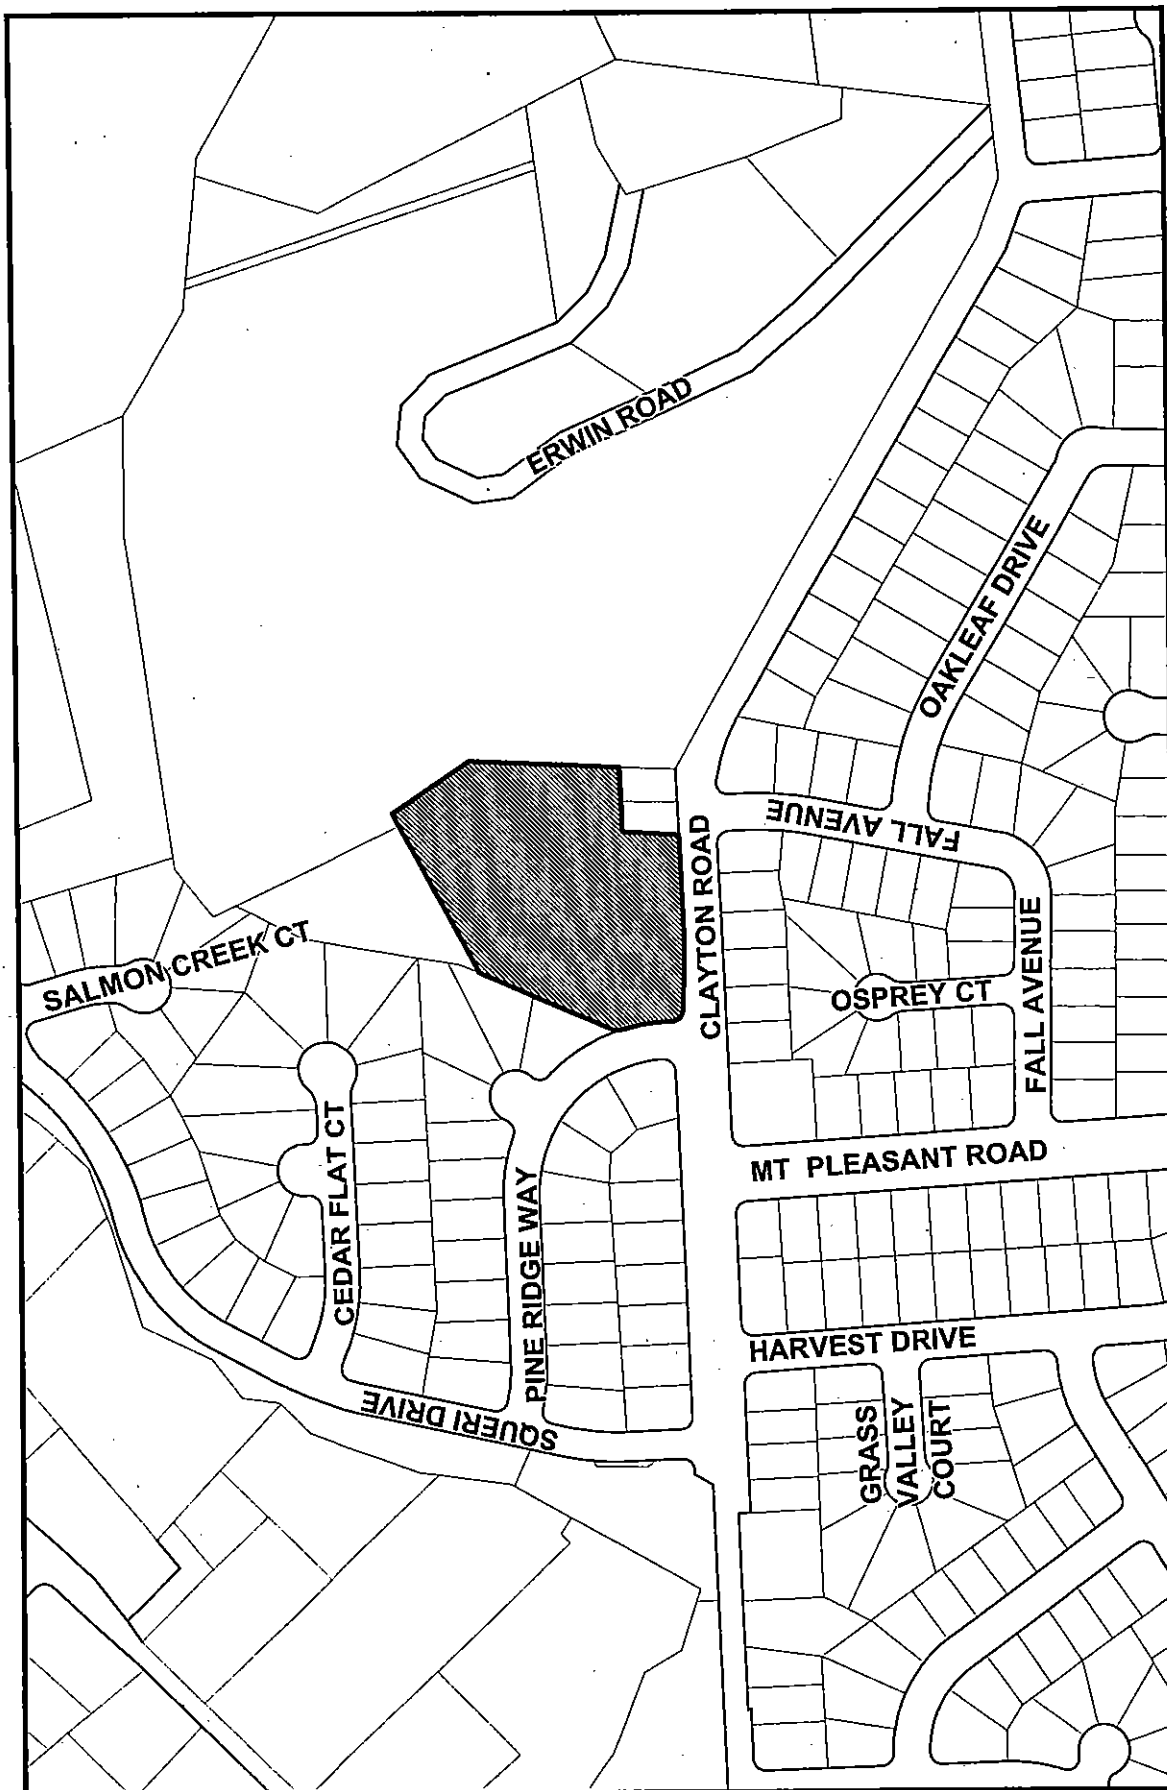 ERWIN ROAD
OAKLEAF DRIVE
FALL AVENUE
CLAYTON ROAD
FALL AVENUE
SALMON CREEK CT
OSPREY CT
CEDAR FLAT CT
MT PLEASANT ROAD
PINE RIDGE WAY
HARVEST DRIVE
SQUERI DRIVE
GRASS
VALLEY
COURT